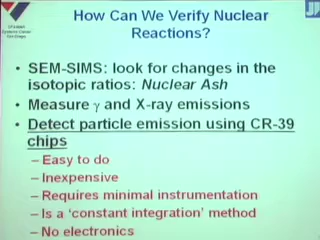 How Can We Verify Nuclear
Reactions?
• SEM-SIMS: look for changes in the
isotopic ratios: Nuclear Ash
• Measure γ and X-ray emissions
• Detect particle emission using CR-39
chips
– Easy to do
– Inexpensive
– Requires minimal instrumentation
– Is a 'constant integration' method
– No electronics